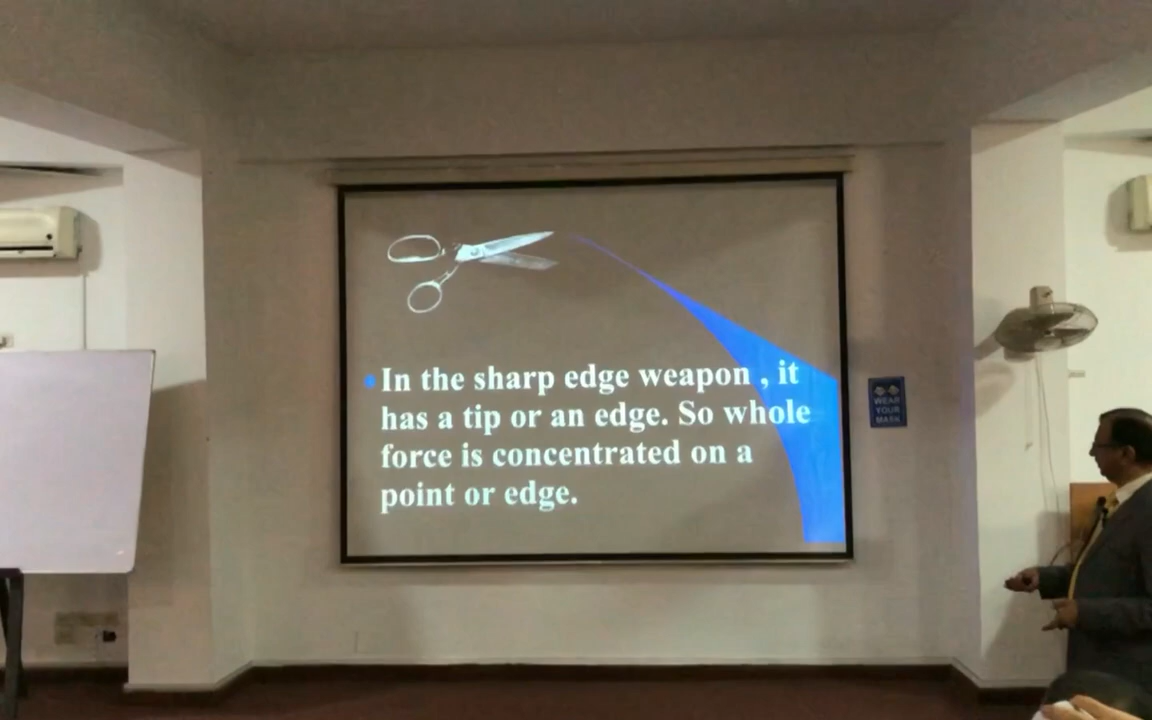 In the sharp edge weapon , it
has a tip or an edge. So whole
force is concentrated on a
point or edge.
WEAR
YOUR
MASK